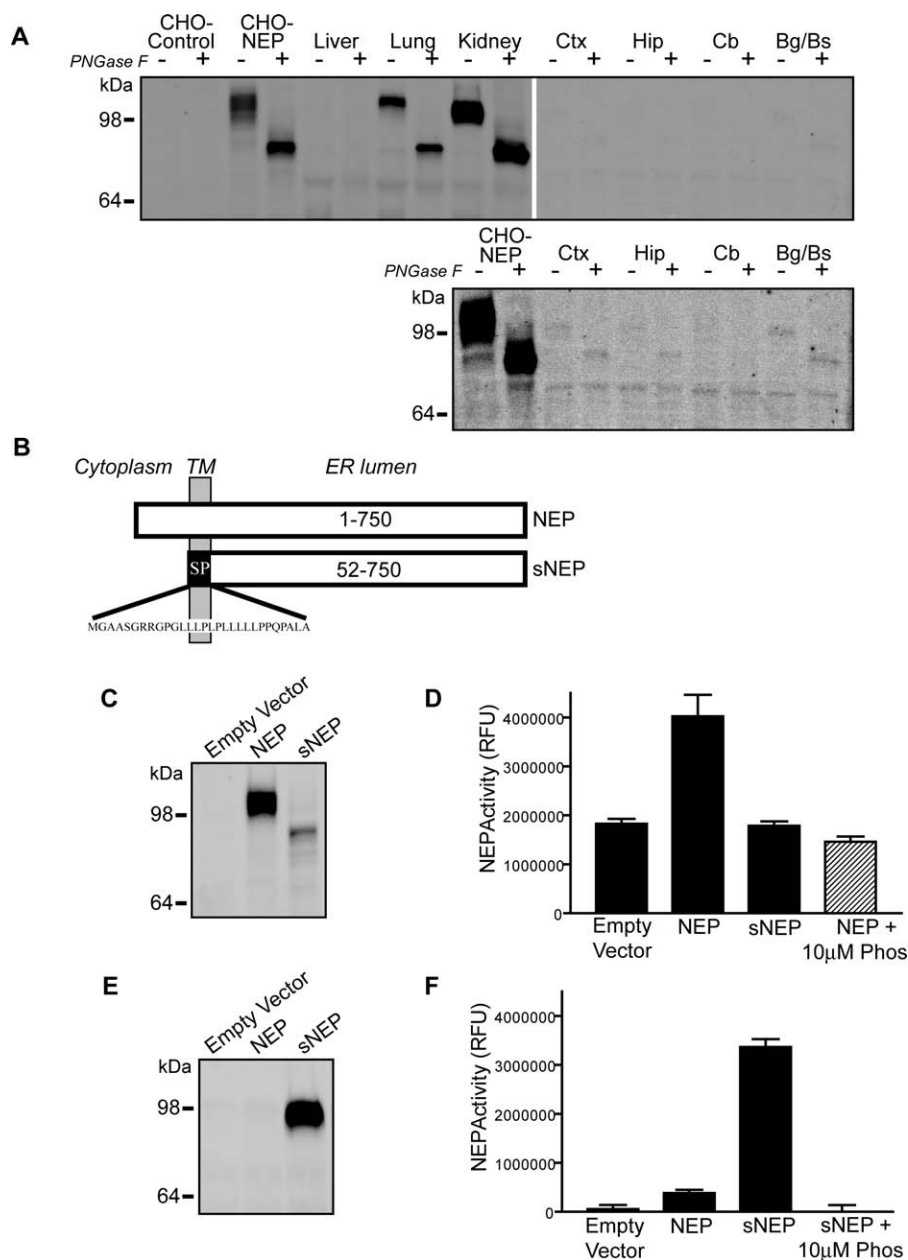 A
CHO-Control CHO-NEP Liver Lung Kidney Ctx Hip Cb Bg/Bs
PNGase F - + - + - + - + - + - + - + - + - +
kDa
98
64
CHO-NEP Ctx Hip Cb Bg/Bs
PNGase F - + - + - + - + - +
kDa
98
64
B
Cytoplasm TM ER lumen
1-750 NEP
SP 52-750 sNEP
MGAASGRRGPGLLLPLPLLLLLPPQPALA
C
Empty Vector NEP sNEP
kDa
98
64
D
NEPActivity (RFU)
4000000
3000000
2000000
1000000
0
Empty Vector NEP sNEP NEP + 10μM Phos
E
Empty Vector NEP sNEP
kDa
98
64
F
NEPActivity (RFU)
4000000
3000000
2000000
1000000
0
Empty Vector NEP sNEP sNEP + 10μM Phos